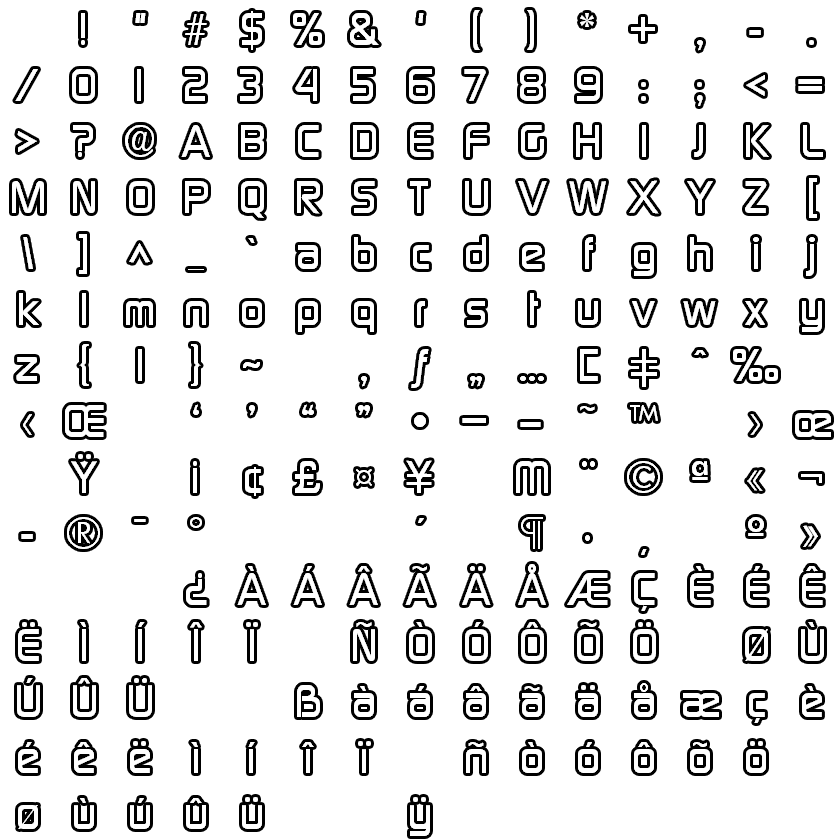 ! " # $ % & ' ( ) * + , - .
/ 0 1 2 3 4 5 6 7 8 9 : ; < =
> ? @ A B C D E F G H I J K L
M N O P Q R S T U V W X Y Z [
\ ] ^ _ ` a b c d e f g h i j
k l m n o p q r s t u v w x y
z { | } ~ ‚ ƒ „ … [ ‡ ˆ ‰
‹ Œ ‘ ’ “ ” • – — ˜ ™ › œ
Ÿ ¡ ¢ £ ¤ ¥ m ¨ © ª « ¬
- ® ¯ ° ´ ¶ · ¸ º »
¿ À Á Â Ã Ä Å Æ Ç È É Ê
Ë Ì Í Î Ï Ñ Ò Ó Ô Õ Ö Ø Ù
Ú Û Ü ß à á â ã ä å æ ç è
é ê ë ì í î ï ñ ò ó ô õ ö
ø ù ú û ü ÿ